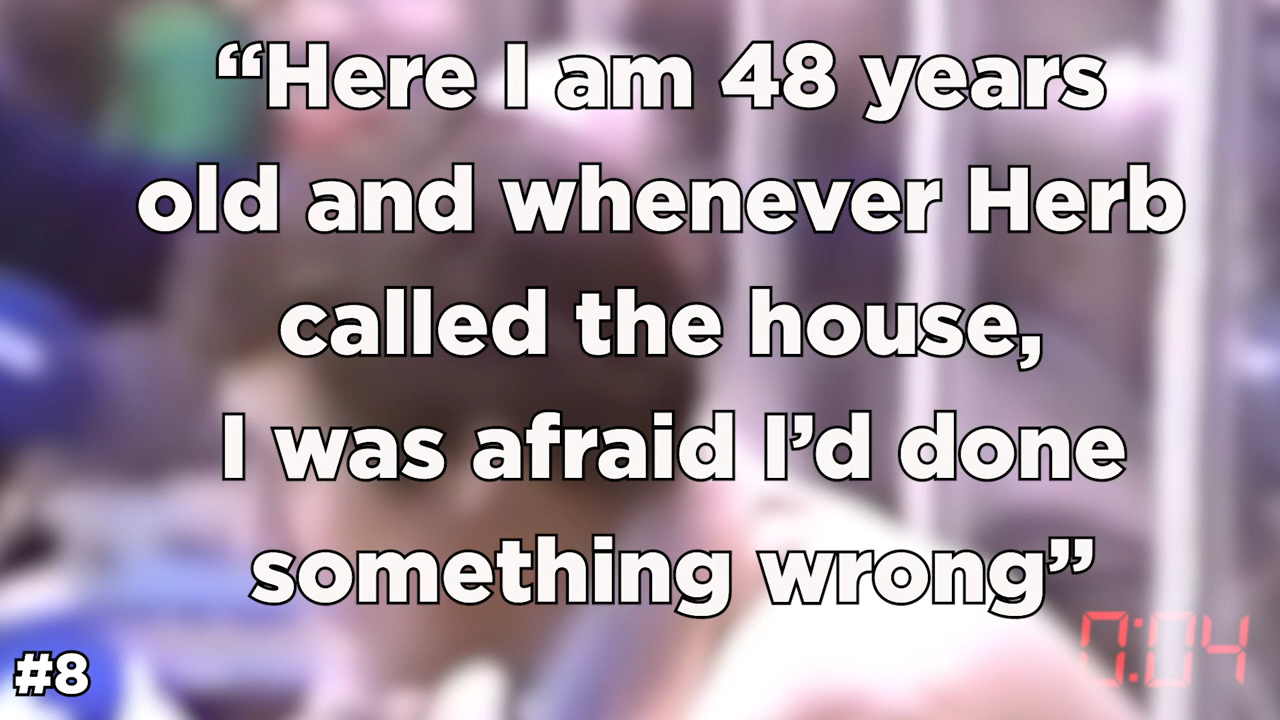 “Here I am 48 years
old and whenever Herb
called the house,
I was afraid I’d done
something wrong”
#8
0:04